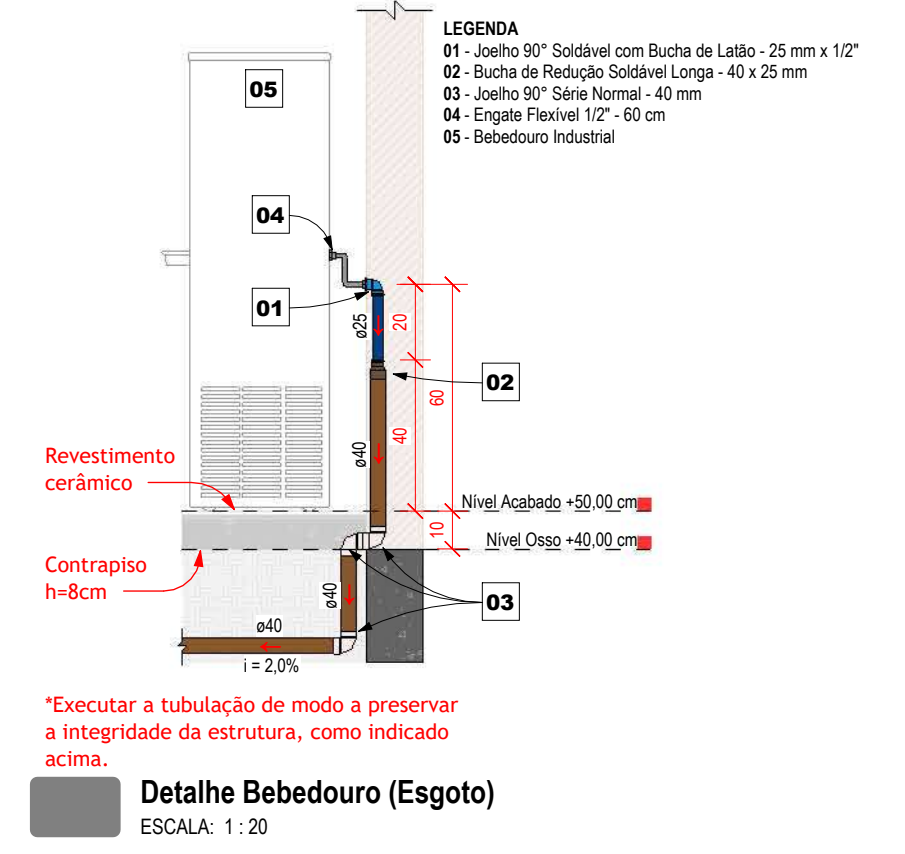 LEGENDA
01 - Joelho 90° Soldável com Bucha de Latão - 25 mm x 1/2"
02 - Bucha de Redução Soldável Longa - 40 x 25 mm
03 - Joelho 90° Série Normal - 40 mm
04 - Engate Flexível 1/2" - 60 cm
05 - Bebedouro Industrial
05
04
01
ø25
20
02
60
ø40
40
Revestimento
cerâmico
Nível Acabado +50,00 cm
10
Nível Osso +40,00 cm
Contrapiso
h=8cm
ø40
03
ø40
i = 2,0%
*Executar a tubulação de modo a preservar
a integridade da estrutura, como indicado
acima.
Detalhe Bebedouro (Esgoto)
ESCALA: 1 : 20